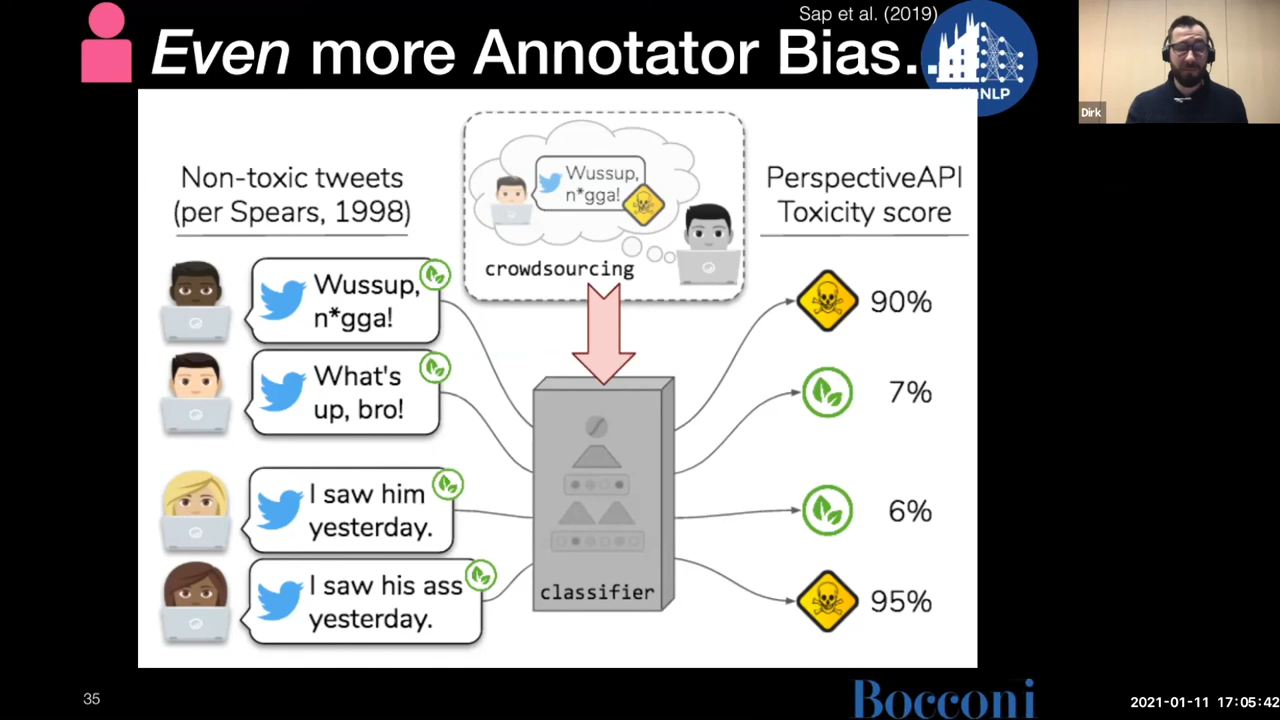 Sap et al. (2019)
Even more Annotator Bias...
NLP
Dirk
Non-toxic tweets
(per Spears, 1998)
Wussup,
n*gga!
crowdsourcing
PerspectiveAPI
Toxicity score
Wussup,
n*gga!
90%
What's
up, bro!
7%
I saw him
yesterday.
6%
I saw his ass
yesterday.
95%
classifier
35
Bocconi
2021-01-11 17:05:42